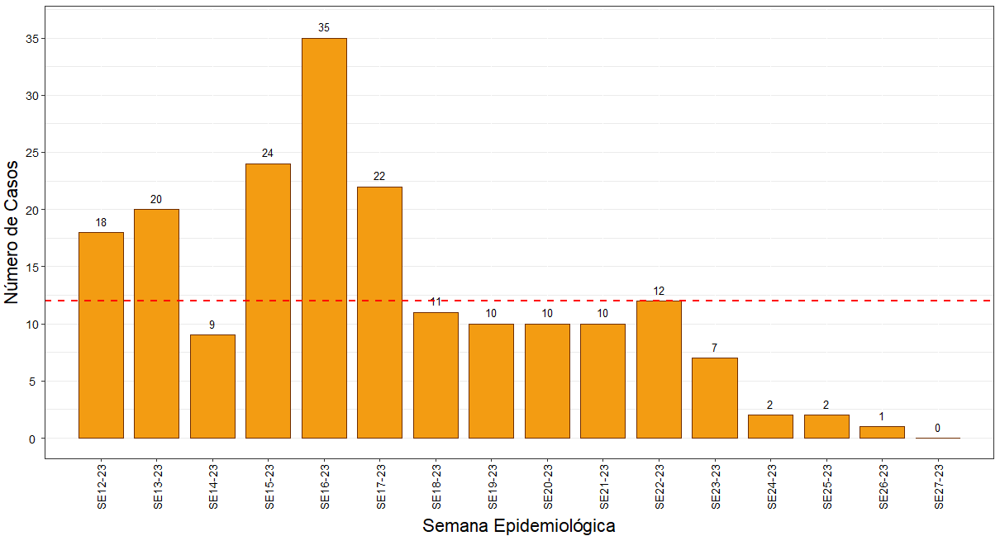 Número de Casos
35
30
25
20
15
10
5
0
18
20
9
24
35
22
11
10
10
10
12
7
2
2
1
0
SE12-23
SE13-23
SE14-23
SE15-23
SE16-23
SE17-23
SE18-23
SE19-23
SE20-23
SE21-23
SE22-23
SE23-23
SE24-23
SE25-23
SE26-23
SE27-23
Semana Epidemiológica